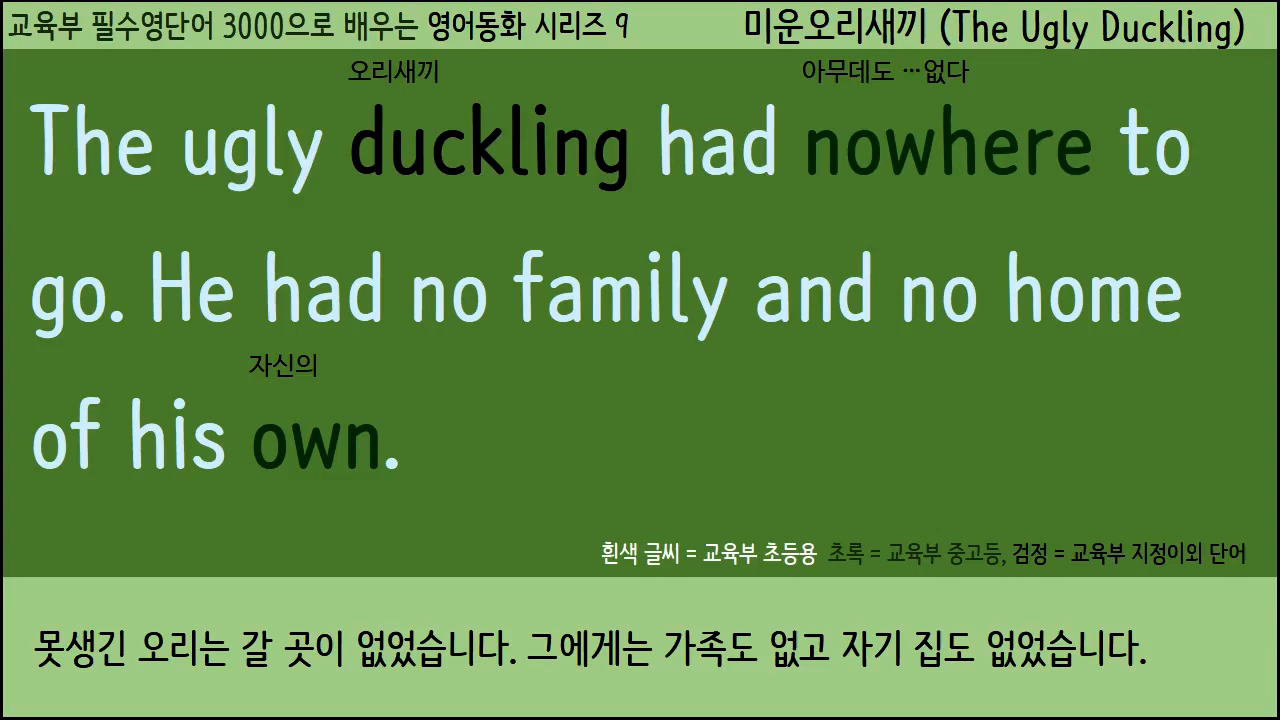 교육부 필수영단어 3000으로 배우는 영어동화 시리즈 9 미운오리새끼 (The Ugly Duckling)
오리새끼 아무데도 …없다
The ugly duckling had nowhere to
go. He had no family and no home
자신의
of his own.
흰색 글씨 = 교육부 초등용 초록 = 교육부 중고등, 검정 = 교육부 지정이외 단어
못생긴 오리는 갈 곳이 없었습니다. 그에게는 가족도 없고 자기 집도 없었습니다.